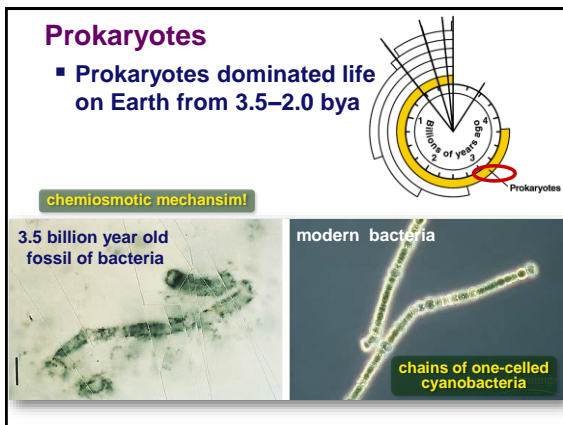 Prokaryotes
▪ Prokaryotes dominated life
on Earth from 3.5–2.0 bya
1
4
Billions of years ago
2
3
Prokaryotes
chemiosmotic mechansim!
3.5 billion year old
fossil of bacteria
modern bacteria
chains of one-celled
cyanobacteria